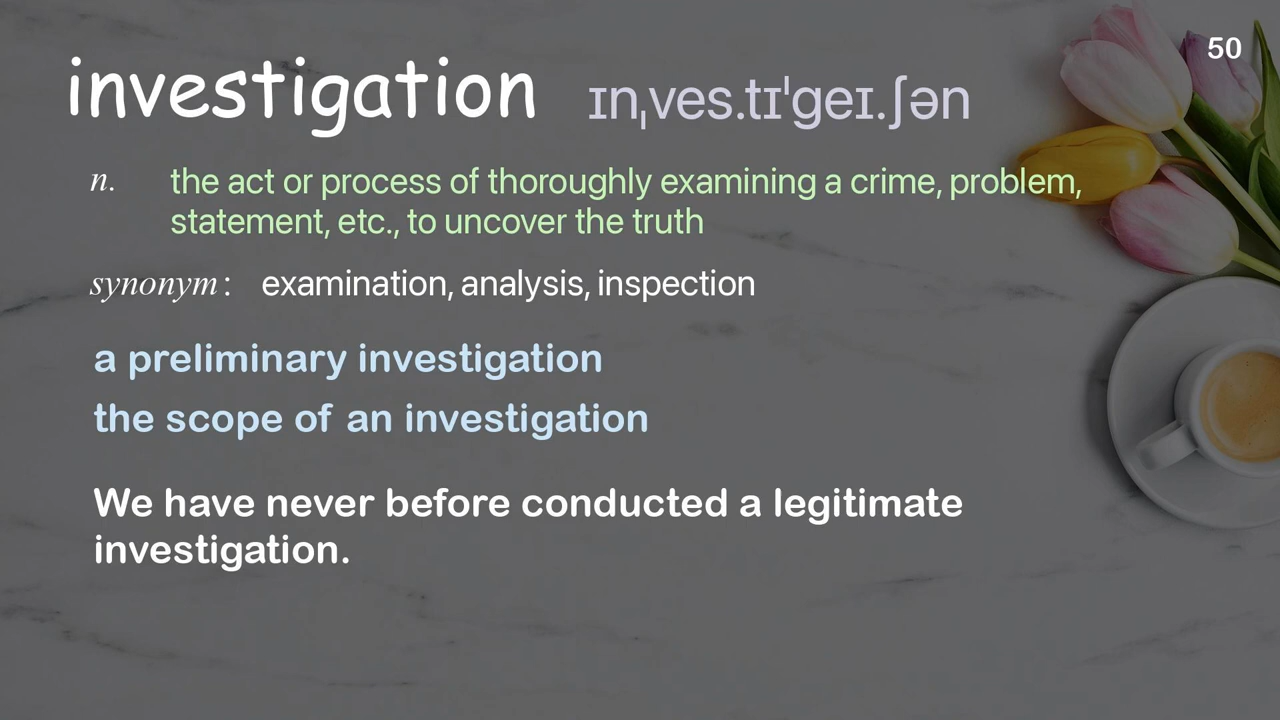 50
investigation ɪnˌves.tɪˈɡeɪ.ʃən
n. the act or process of thoroughly examining a crime, problem,
statement, etc., to uncover the truth
synonym: examination, analysis, inspection
a preliminary investigation
the scope of an investigation
We have never before conducted a legitimate
investigation.